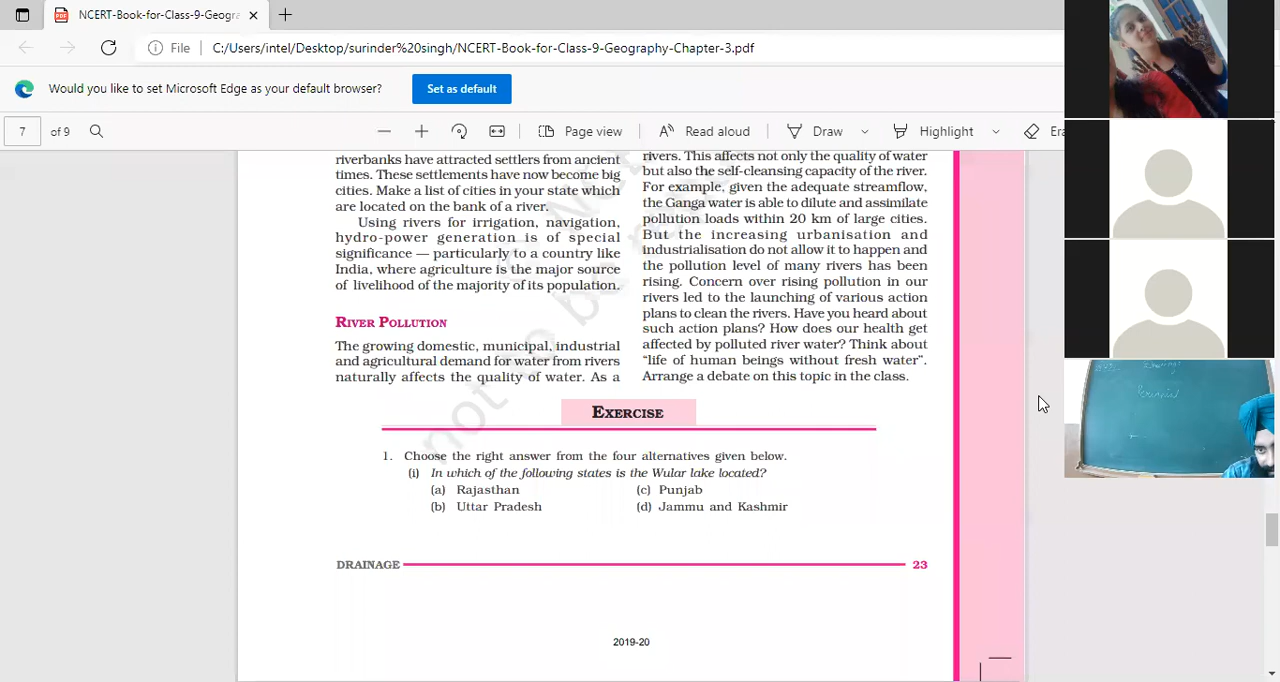 NCERT-Book-for-Class-9-Geogra
File
C:/Users/intel/Desktop/surinder%20singh/NCERT-Book-for-Class-9-Geography-Chapter-3.pdf
Would you like to set Microsoft Edge as your default browser?
Set as default
7 of 9
Page view
Read aloud
Draw
Highlight
Era
riverbanks have attracted settlers from ancient
times. These settlements have now become big
cities. Make a list of cities in your state which
are located on the bank of a river.
Using rivers for irrigation, navigation,
hydro-power generation is of special
significance — particularly to a country like
India, where agriculture is the major source
of livelihood of the majority of its population.
RIVER POLLUTION
The growing domestic, municipal, industrial
and agricultural demand for water from rivers
naturally affects the quality of water. As a
rivers. This affects not only the quality of water
but also the self-cleansing capacity of the river.
For example, given the adequate streamflow,
the Ganga water is able to dilute and assimilate
pollution loads within 20 km of large cities.
But the increasing urbanisation and
industrialisation do not allow it to happen and
the pollution level of many rivers has been
rising. Concern over rising pollution in our
rivers led to the launching of various action
plans to clean the rivers. Have you heard about
such action plans? How does our health get
affected by polluted river water? Think about
“life of human beings without fresh water”.
Arrange a debate on this topic in the class.
EXERCISE
1. Choose the right answer from the four alternatives given below.
(i) In which of the following states is the Wular lake located?
(a) Rajasthan (c) Punjab
(b) Uttar Pradesh (d) Jammu and Kashmir
DRAINAGE 23
2019-20
not to be